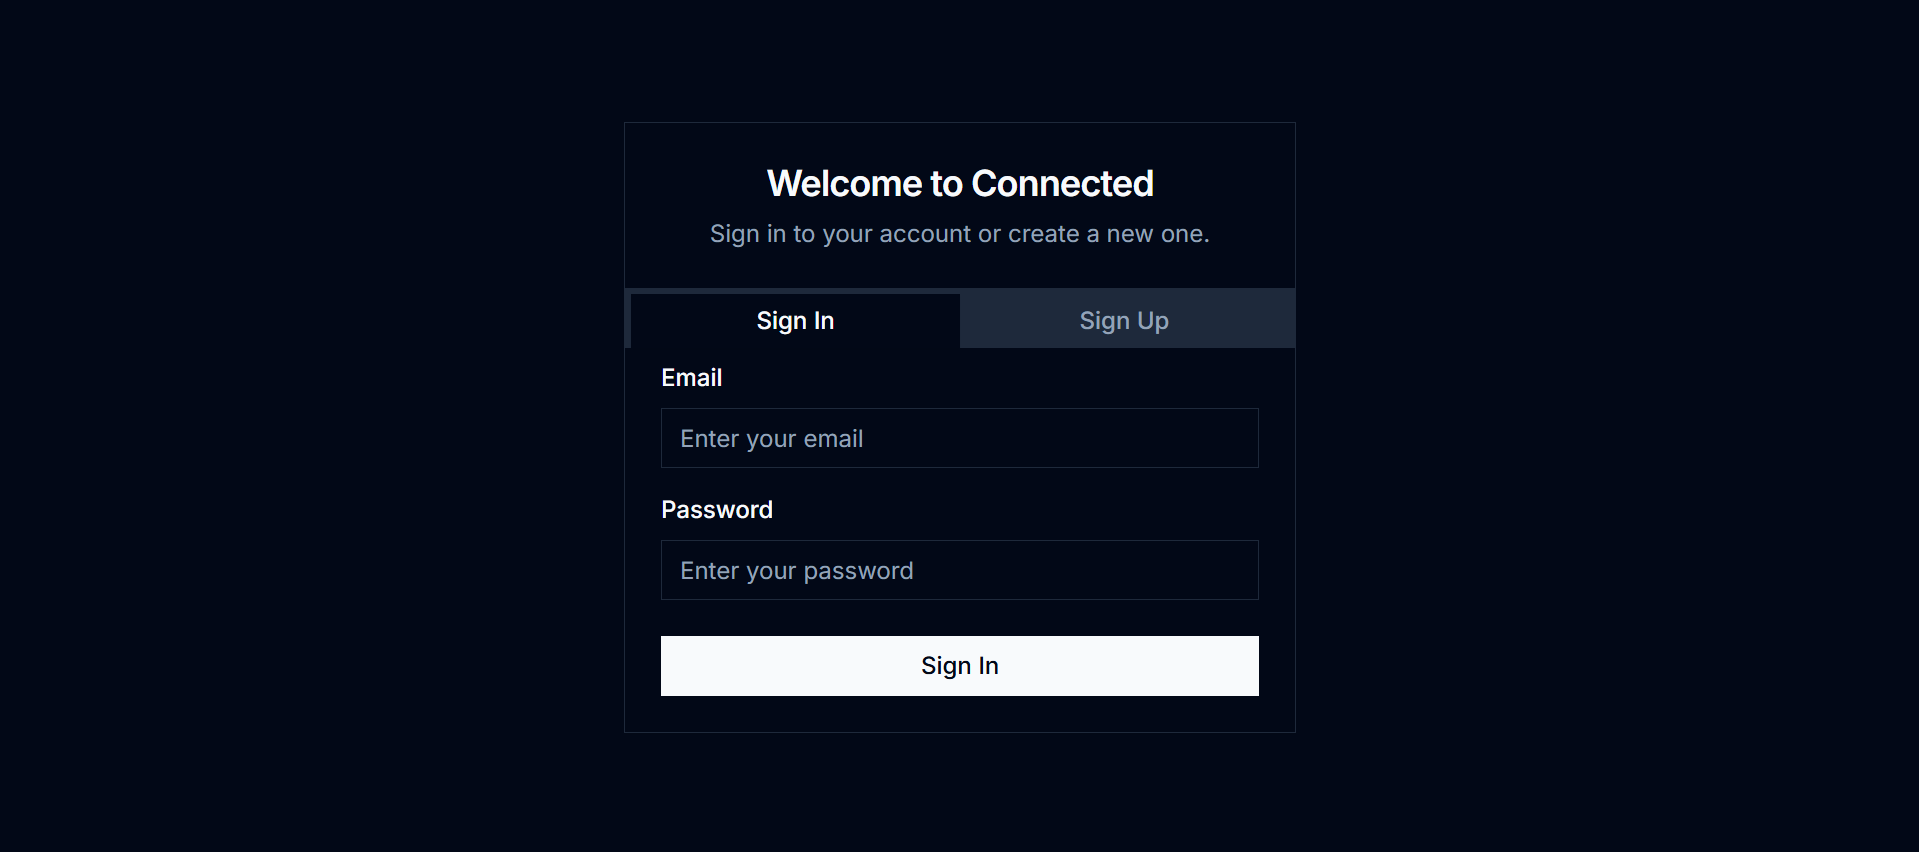 Welcome to Connected
Sign in to your account or create a new one.
Sign In
Sign Up
Email
Enter your email
Password
Enter your password
Sign In